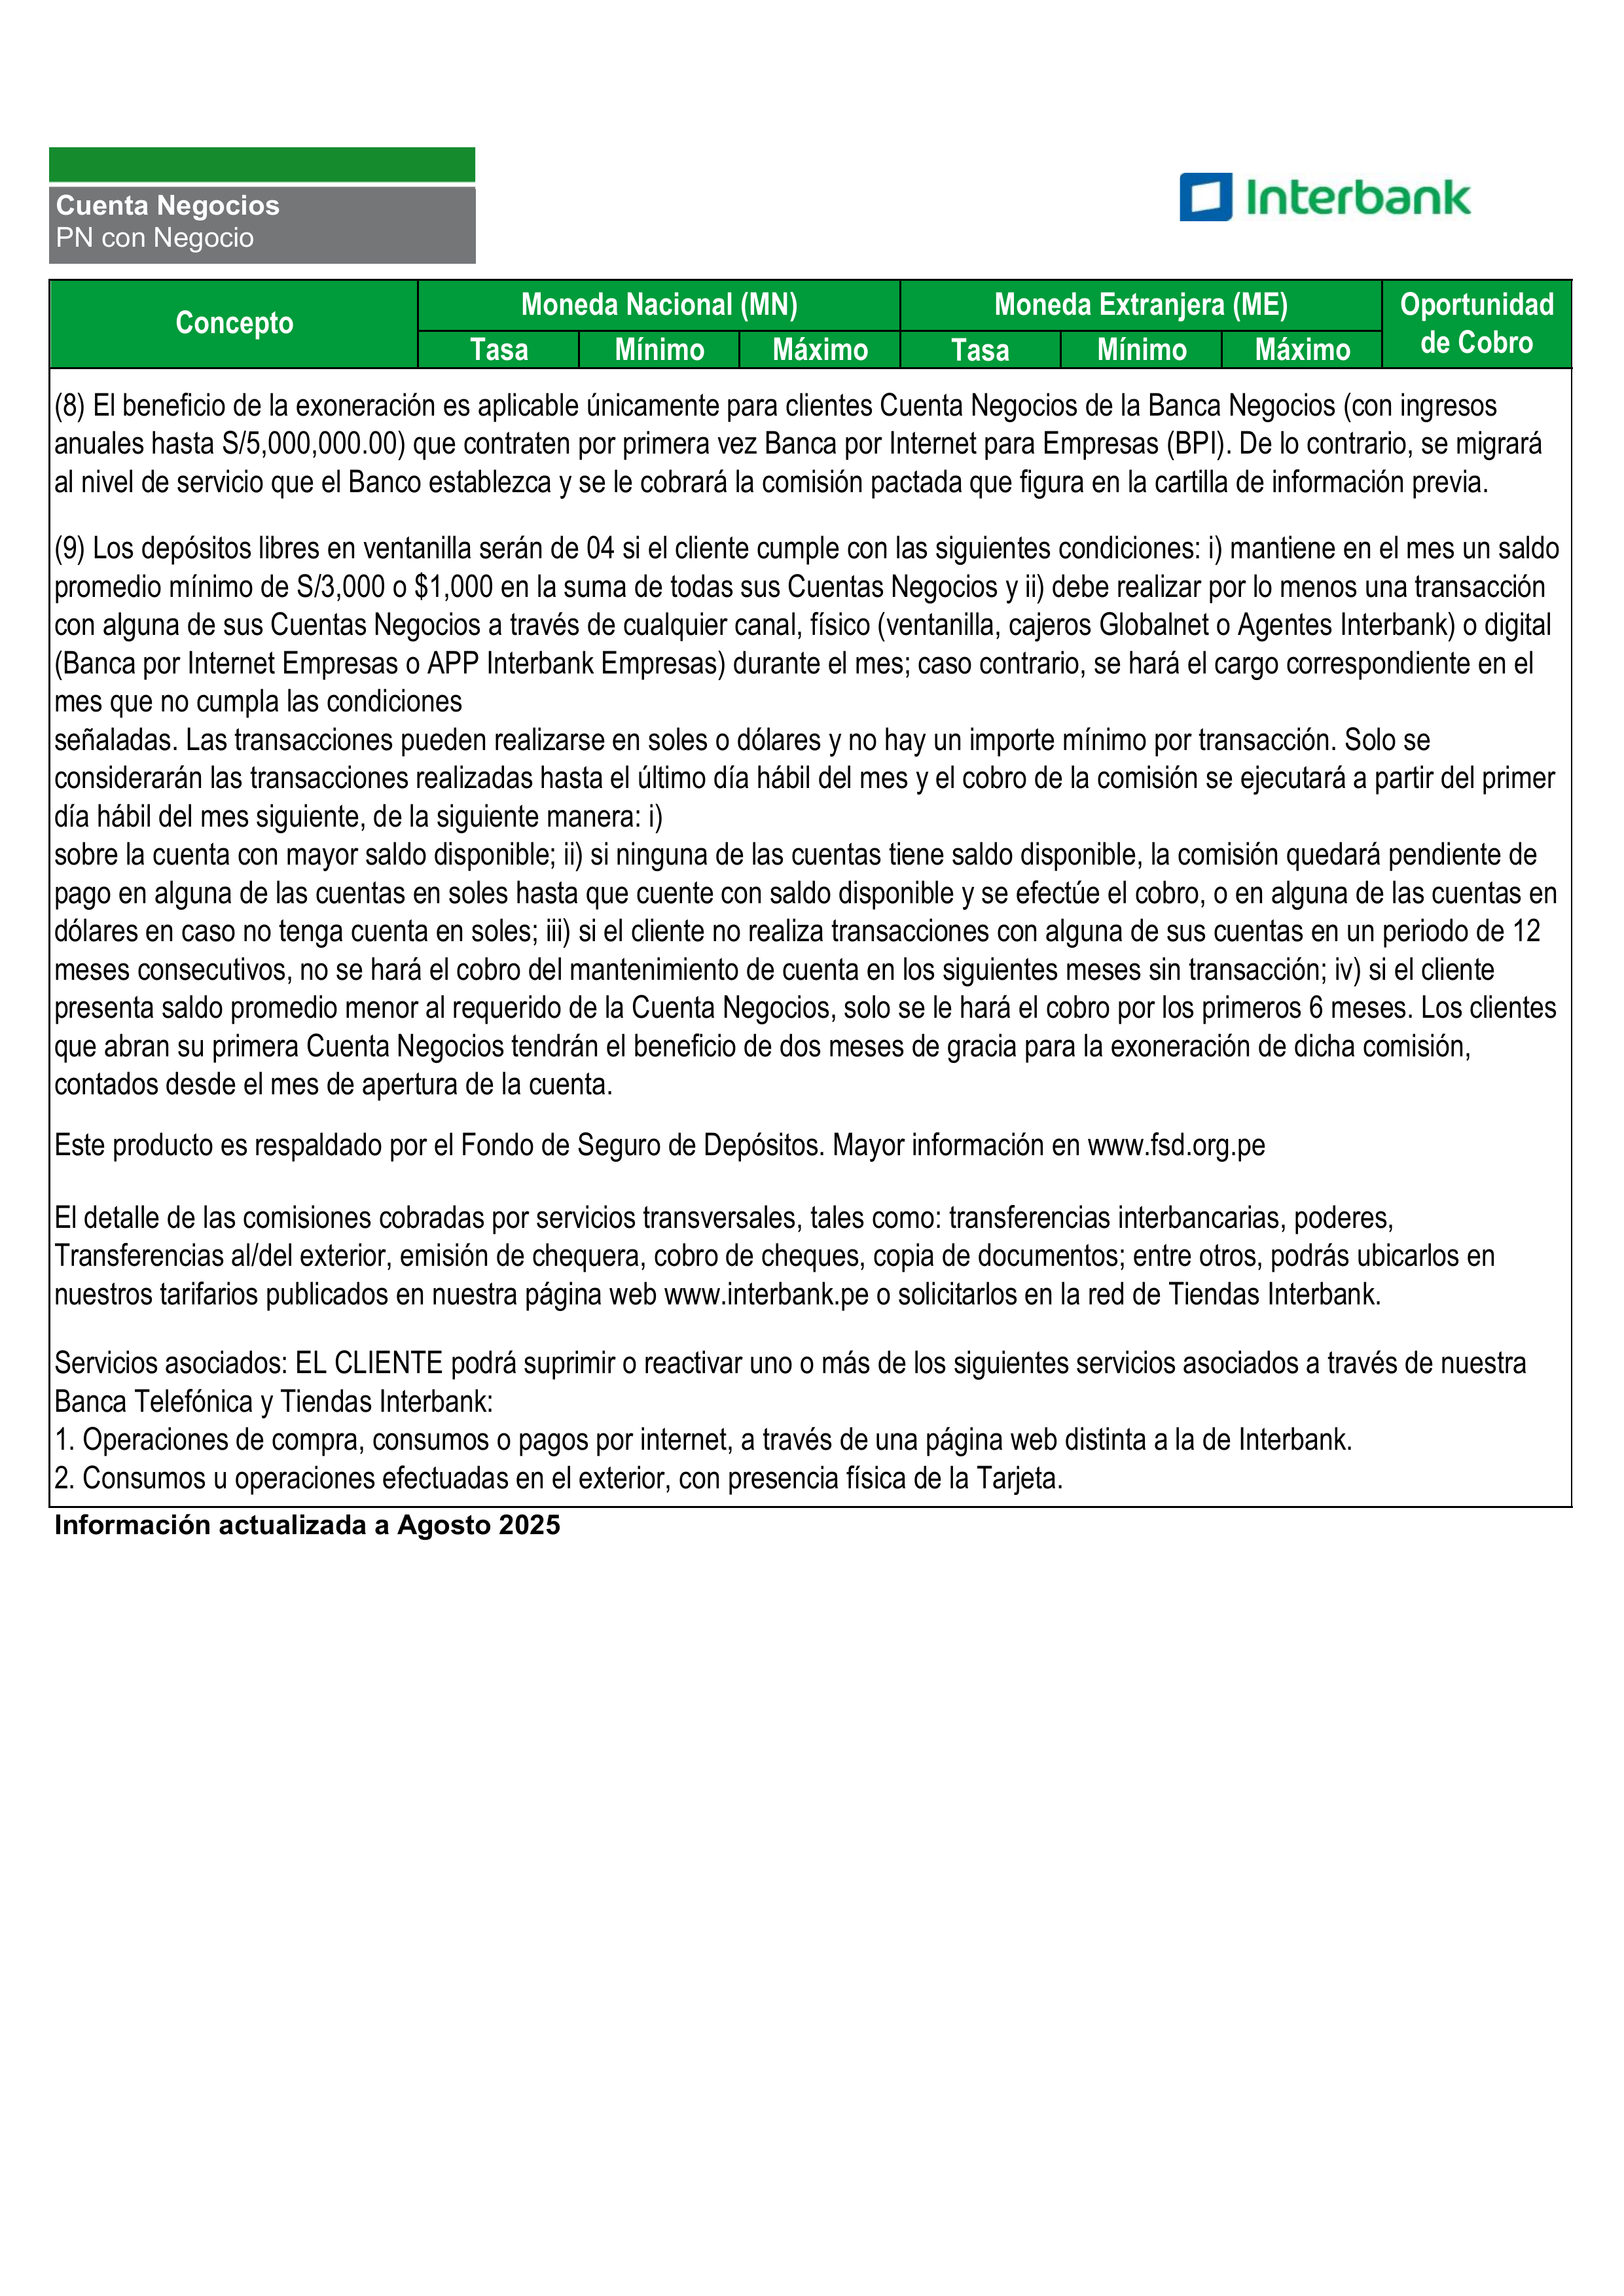 Cuenta Negocios
PN con Negocio
Interbank
Concepto
Moneda Nacional (MN)
Moneda Extranjera (ME)
Oportunidad
de Cobro
Tasa
Mínimo
Máximo
Tasa
Mínimo
Máximo
(8) El beneficio de la exoneración es aplicable únicamente para clientes Cuenta Negocios de la Banca Negocios (con ingresos
anuales hasta S/5,000,000.00) que contraten por primera vez Banca por Internet para Empresas (BPI). De lo contrario, se migrará
al nivel de servicio que el Banco establezca y se le cobrará la comisión pactada que figura en la cartilla de información previa.
(9) Los depósitos libres en ventanilla serán de 04 si el cliente cumple con las siguientes condiciones: i) mantiene en el mes un saldo
promedio mínimo de S/3,000 o $1,000 en la suma de todas sus Cuentas Negocios y ii) debe realizar por lo menos una transacción
con alguna de sus Cuentas Negocios a través de cualquier canal, físico (ventanilla, cajeros Globalnet o Agentes Interbank) o digital
(Banca por Internet Empresas o APP Interbank Empresas) durante el mes; caso contrario, se hará el cargo correspondiente en el
mes que no cumpla las condiciones
señaladas. Las transacciones pueden realizarse en soles o dólares y no hay un importe mínimo por transacción. Solo se
considerarán las transacciones realizadas hasta el último día hábil del mes y el cobro de la comisión se ejecutará a partir del primer
día hábil del mes siguiente, de la siguiente manera: i)
sobre la cuenta con mayor saldo disponible; ii) si ninguna de las cuentas tiene saldo disponible, la comisión quedará pendiente de
pago en alguna de las cuentas en soles hasta que cuente con saldo disponible y se efectúe el cobro, o en alguna de las cuentas en
dólares en caso no tenga cuenta en soles; iii) si el cliente no realiza transacciones con alguna de sus cuentas en un periodo de 12
meses consecutivos, no se hará el cobro del mantenimiento de cuenta en los siguientes meses sin transacción; iv) si el cliente
presenta saldo promedio menor al requerido de la Cuenta Negocios, solo se le hará el cobro por los primeros 6 meses. Los clientes
que abran su primera Cuenta Negocios tendrán el beneficio de dos meses de gracia para la exoneración de dicha comisión,
contados desde el mes de apertura de la cuenta.
Este producto es respaldado por el Fondo de Seguro de Depósitos. Mayor información en www.fsd.org.pe
El detalle de las comisiones cobradas por servicios transversales, tales como: transferencias interbancarias, poderes,
Transferencias al/del exterior, emisión de chequera, cobro de cheques, copia de documentos; entre otros, podrás ubicarlos en
nuestros tarifarios publicados en nuestra página web www.interbank.pe o solicitarlos en la red de Tiendas Interbank.
Servicios asociados: EL CLIENTE podrá suprimir o reactivar uno o más de los siguientes servicios asociados a través de nuestra
Banca Telefónica y Tiendas Interbank:
1. Operaciones de compra, consumos o pagos por internet, a través de una página web distinta a la de Interbank.
2. Consumos u operaciones efectuadas en el exterior, con presencia física de la Tarjeta.
Información actualizada a Agosto 2025